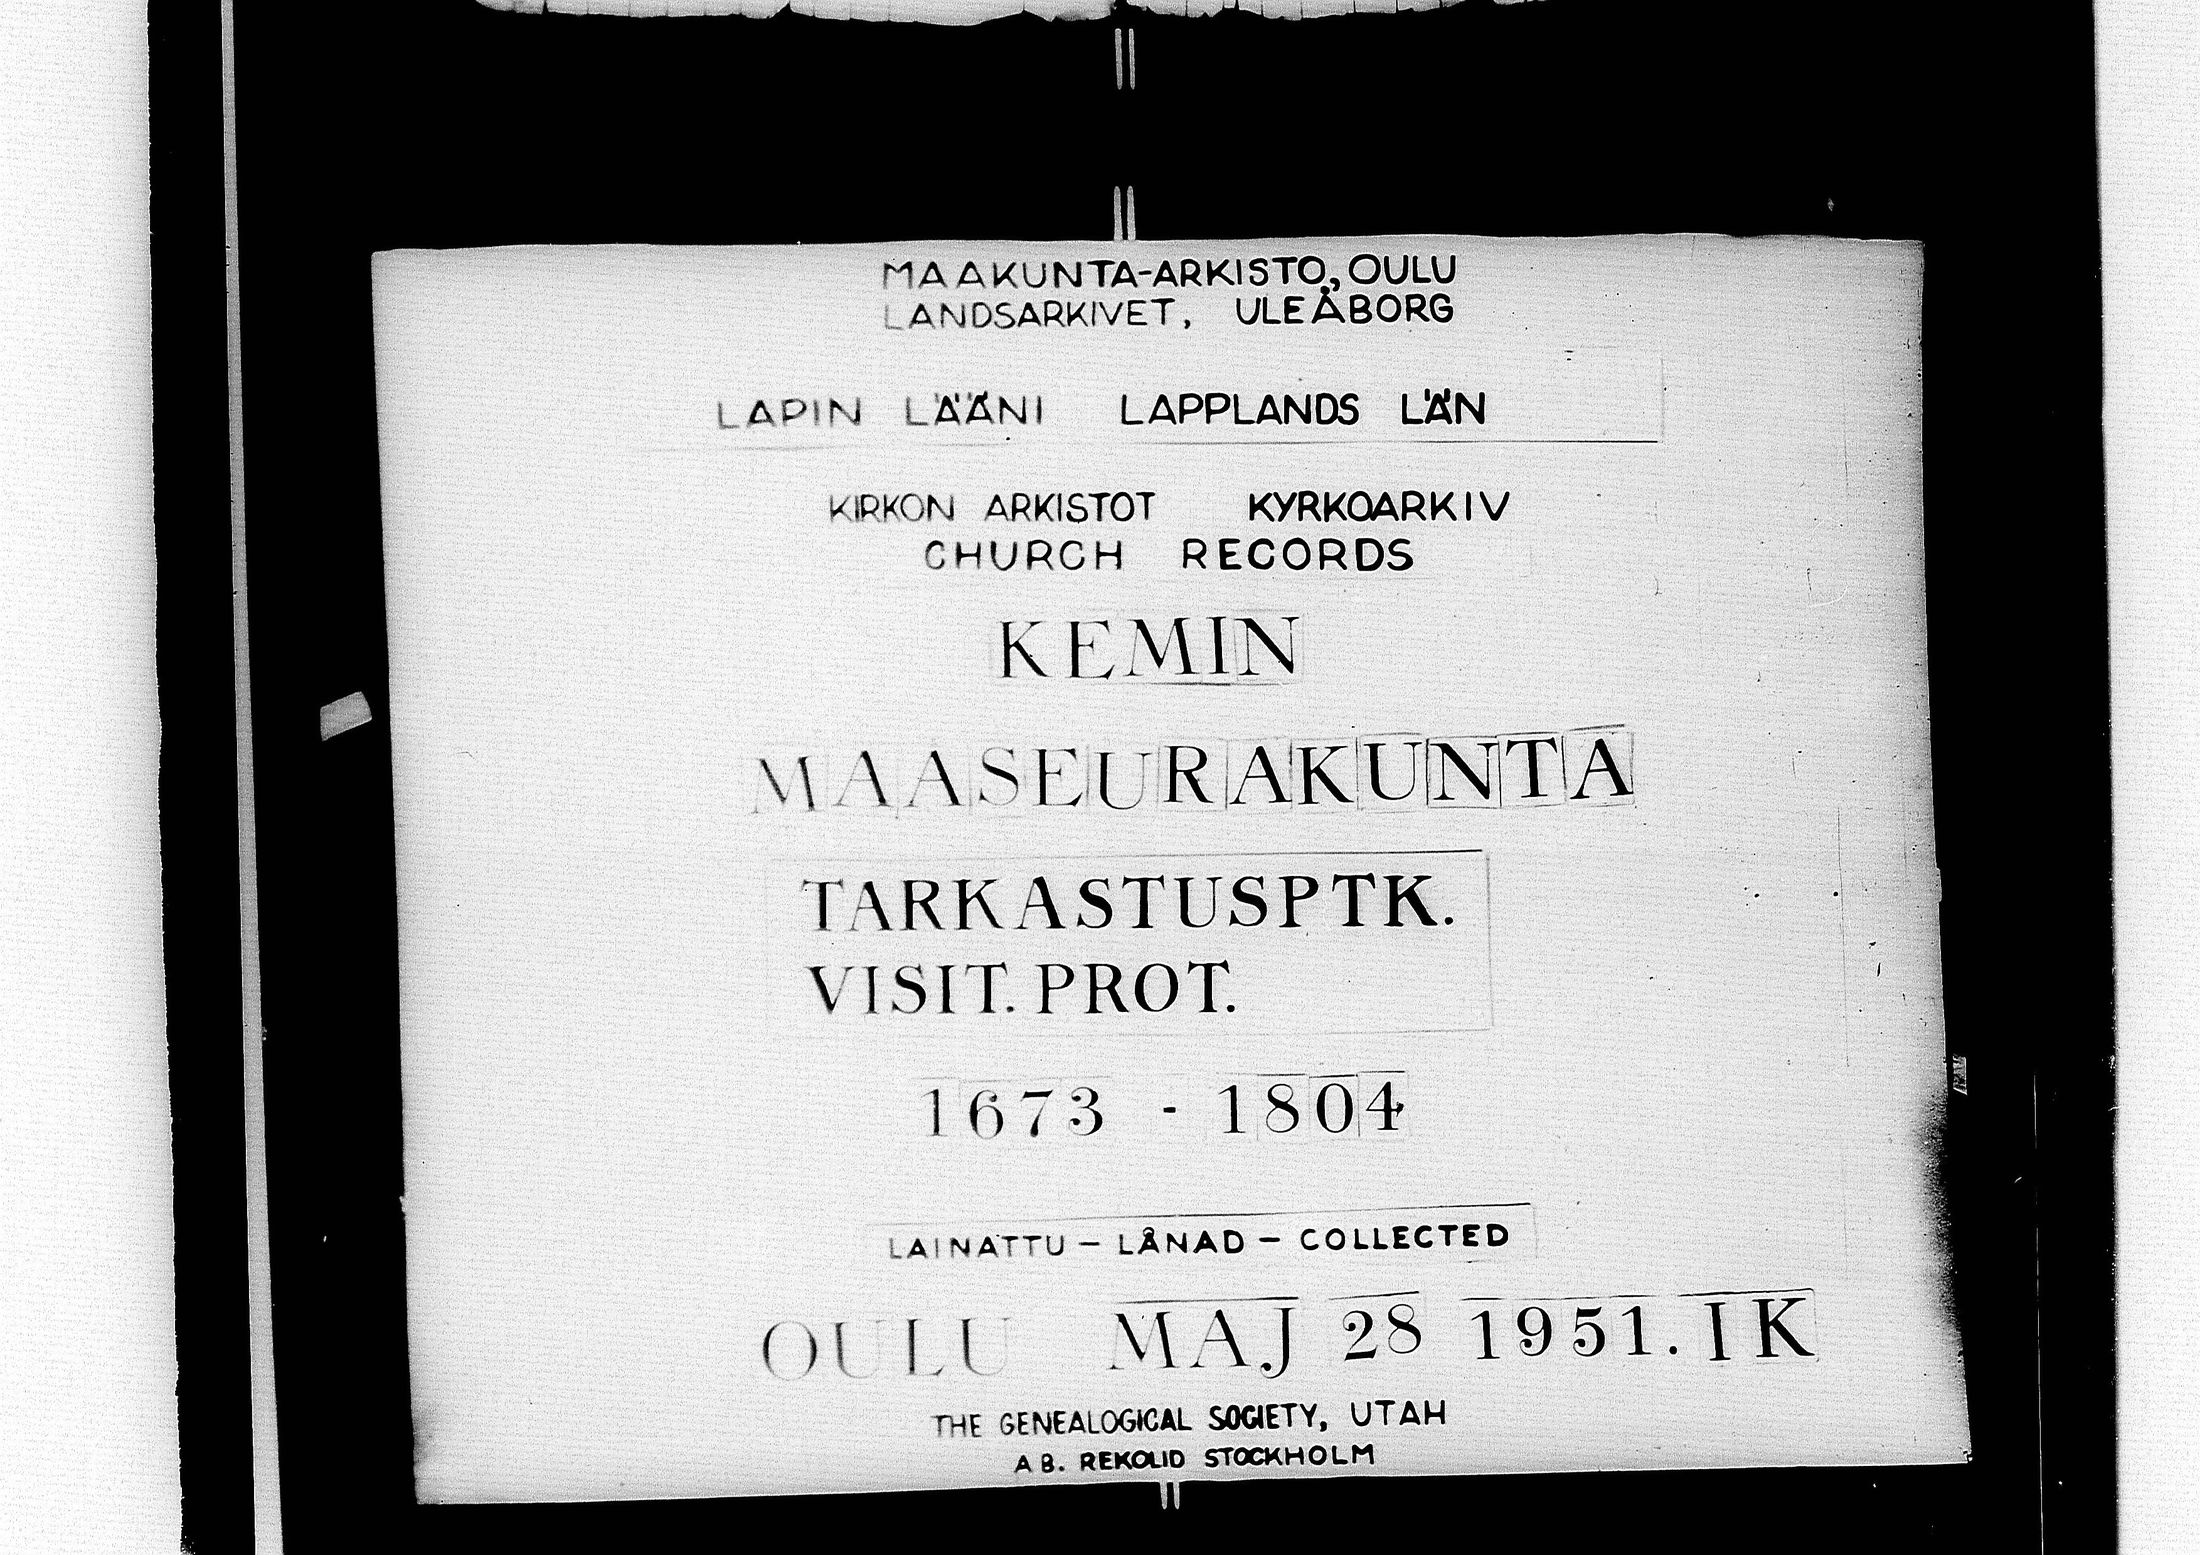 MAAKUNTA-ARKISTO, OULU
LANDSARKIVET, ULEÅBORG
LAPIN LÄÄNI LAPPLANDS LÄN
KIRKON ARKISTOT KYRKOARKIV
CHURCH RECORDS
KEMIN
MAASEURAKUNTA
TARKASTUSPTK.
VISIT. PROT.
1673 - 1804
LAINATTU - LÅNAD - COLLECTED
OULU MAJ 28 1951. IK
THE GENEALOGICAL SOCIETY, UTAH
AB. REKOLID STOCKHOLM